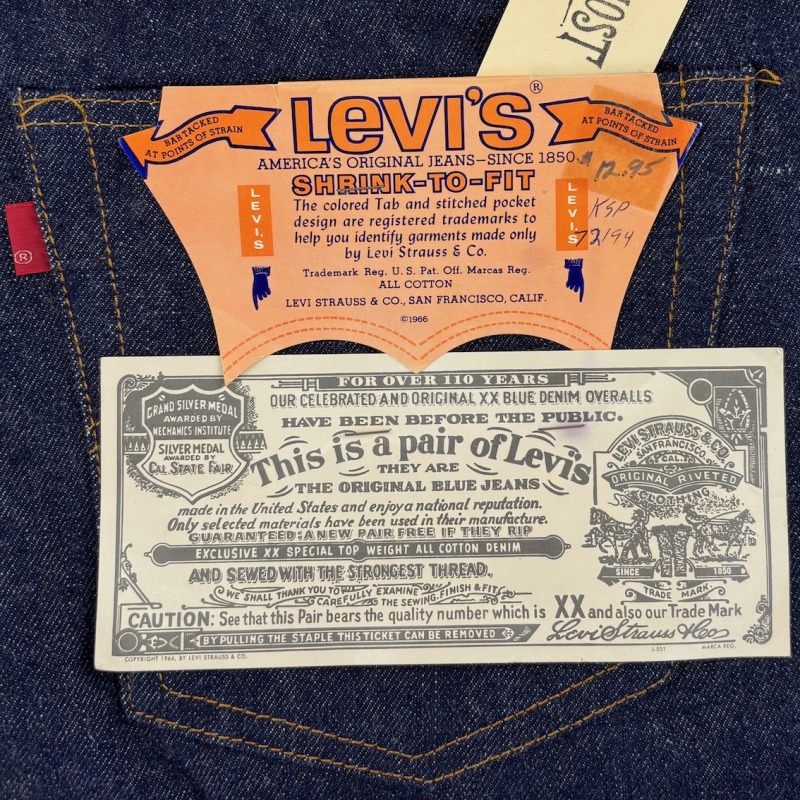 OST
LEVI'S®
BARTACKED
AT POINTS OF STRAIN
BARTACKED
AT POINTS OF STRAIN
AMERICA'S ORIGINAL JEANS—SINCE 1850
$12.95
SHRINK-TO-FIT
LEVI'S
LEVI'S
KSP
72194
The colored Tab and stitched pocket
design are registered trademarks to
help you identify garments made only
by Levi Strauss & Co.
Trademark Reg. U. S. Pat. Off. Marcas Reg.
ALL COTTON
LEVI STRAUSS & CO., SAN FRANCISCO, CALIF.
©1966
®
FOR OVER 110 YEARS
OUR CELEBRATED AND ORIGINAL XX BLUE DENIM OVERALLS
HAVE BEEN BEFORE THE PUBLIC.
GRAND SILVER MEDAL
AWARDED BY
MECHANICS INSTITUTE
SILVER MEDAL
AWARDED BY
CAL STATE FAIR
This is a pair of Levi's
THEY ARE
THE ORIGINAL BLUE JEANS
made in the United States and enjoy a national reputation.
Only selected materials have been used in their manufacture.
GUARANTEED: A NEW PAIR FREE IF THEY RIP
EXCLUSIVE XX SPECIAL TOP WEIGHT ALL COTTON DENIM
AND SEWED WITH THE STRONGEST THREAD.
WE SHALL THANK YOU TO CAREFULLY EXAMINE THE SEWING, FINISH & FIT
LEVI STRAUSS & CO.
SAN FRANCISCO,
CAL.
ORIGINAL RIVETED
CLOTHING
SINCE 1850
TRADE MARK
CAUTION: See that this Pair bears the quality number which is XX and also our Trade Mark
BY PULLING THE STAPLE THIS TICKET CAN BE REMOVED
Levi Strauss & Co
COPYRIGHT 1966, BY LEVI STRAUSS & CO.
J-501
MARCA REG.